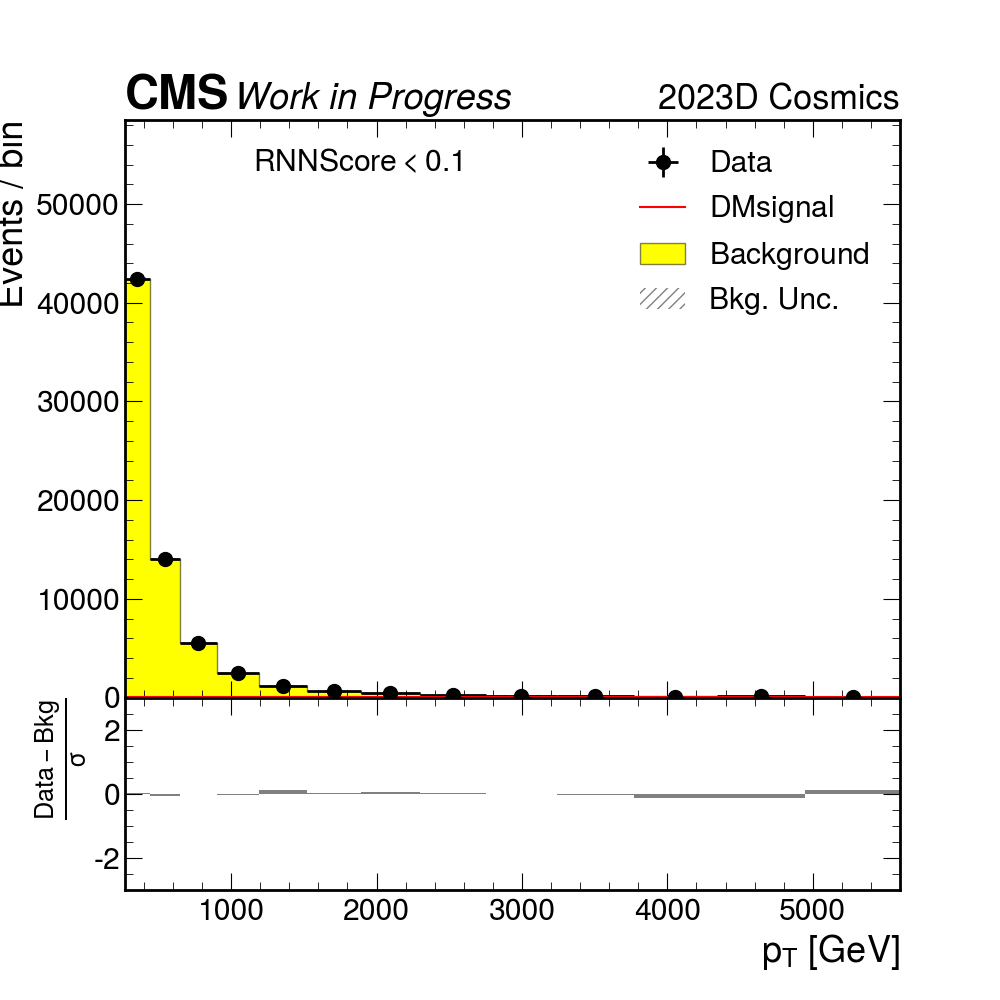 CMS Work in Progress 2023D Cosmics
RNNScore < 0.1
Data
DMsignal
Background
Bkg. Unc.
Events / bin
50000
40000
30000
20000
10000
0
Data – Bkg
σ
2
0
-2
1000 2000 3000 4000 5000
pT [GeV]